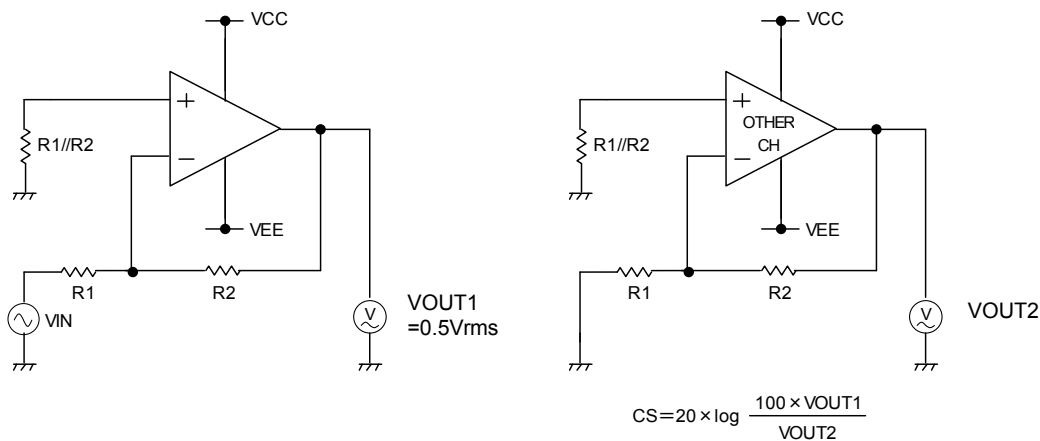 VCC
+
R1//R2
−
VEE
R1
R2
VIN
V
VOUT1
=0.5Vrms
VCC
+
OTHER
CH
R1//R2
−
VEE
R1
R2
V
VOUT2
CS=20×log 100×VOUT1
VOUT2